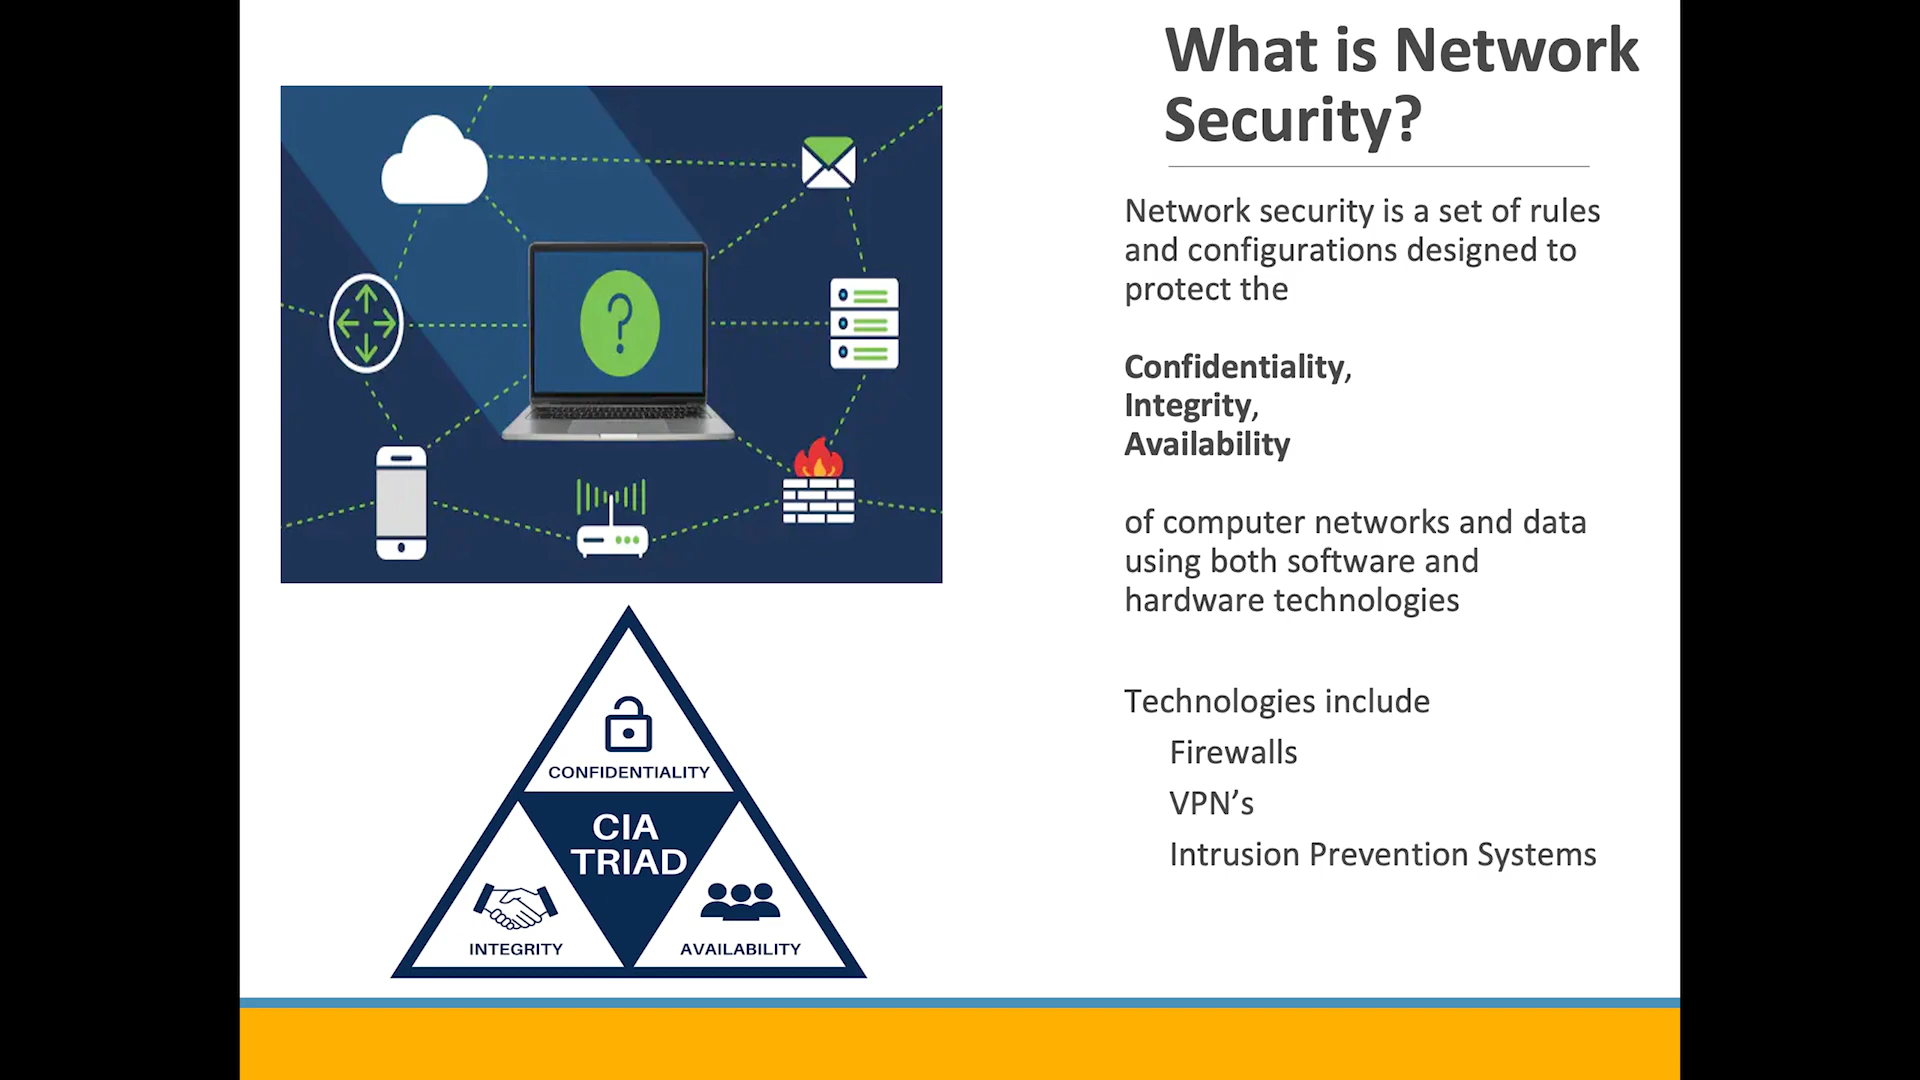 What is Network
Security?
Network security is a set of rules
and configurations designed to
protect the
Confidentiality,
Integrity,
Availability
of computer networks and data
using both software and
hardware technologies
Technologies include
Firewalls
VPN’s
Intrusion Prevention Systems
?
CONFIDENTIALITY
CIA
TRIAD
INTEGRITY
AVAILABILITY